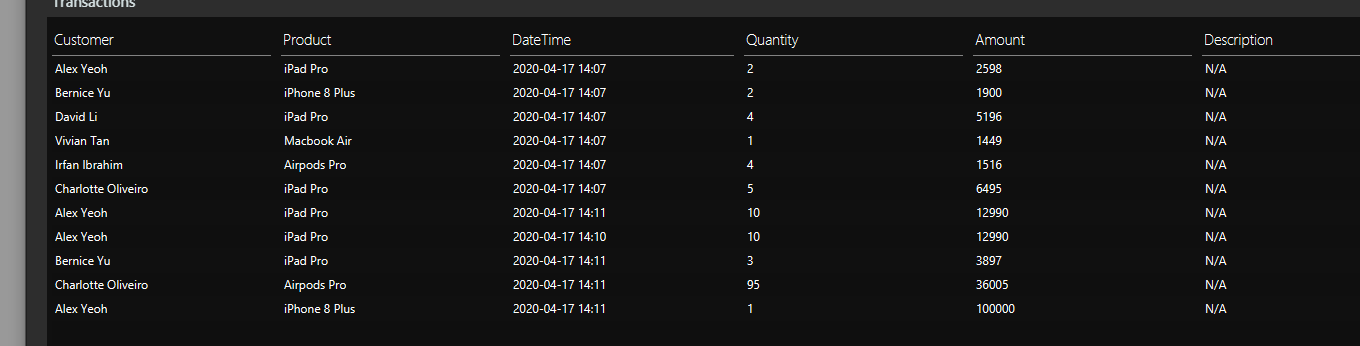 Transactions
Customer Product DateTime Quantity Amount Description
Alex Yeoh iPad Pro 2020-04-17 14:07 2 2598 N/A
Bernice Yu iPhone 8 Plus 2020-04-17 14:07 2 1900 N/A
David Li iPad Pro 2020-04-17 14:07 4 5196 N/A
Vivian Tan Macbook Air 2020-04-17 14:07 1 1449 N/A
Irfan Ibrahim Airpods Pro 2020-04-17 14:07 4 1516 N/A
Charlotte Oliveiro iPad Pro 2020-04-17 14:07 5 6495 N/A
Alex Yeoh iPad Pro 2020-04-17 14:11 10 12990 N/A
Alex Yeoh iPad Pro 2020-04-17 14:10 10 12990 N/A
Bernice Yu iPad Pro 2020-04-17 14:11 3 3897 N/A
Charlotte Oliveiro Airpods Pro 2020-04-17 14:11 95 36005 N/A
Alex Yeoh iPhone 8 Plus 2020-04-17 14:11 1 100000 N/A